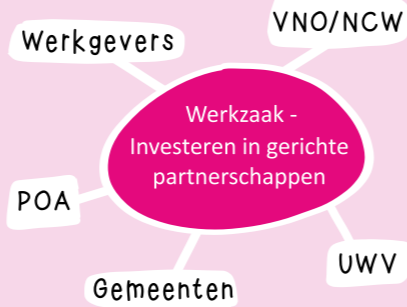 VNO/NCW
Werkgevers
Werkzaak -
Investeren in gerichte
partnerschappen
POA
UWV
Gemeenten